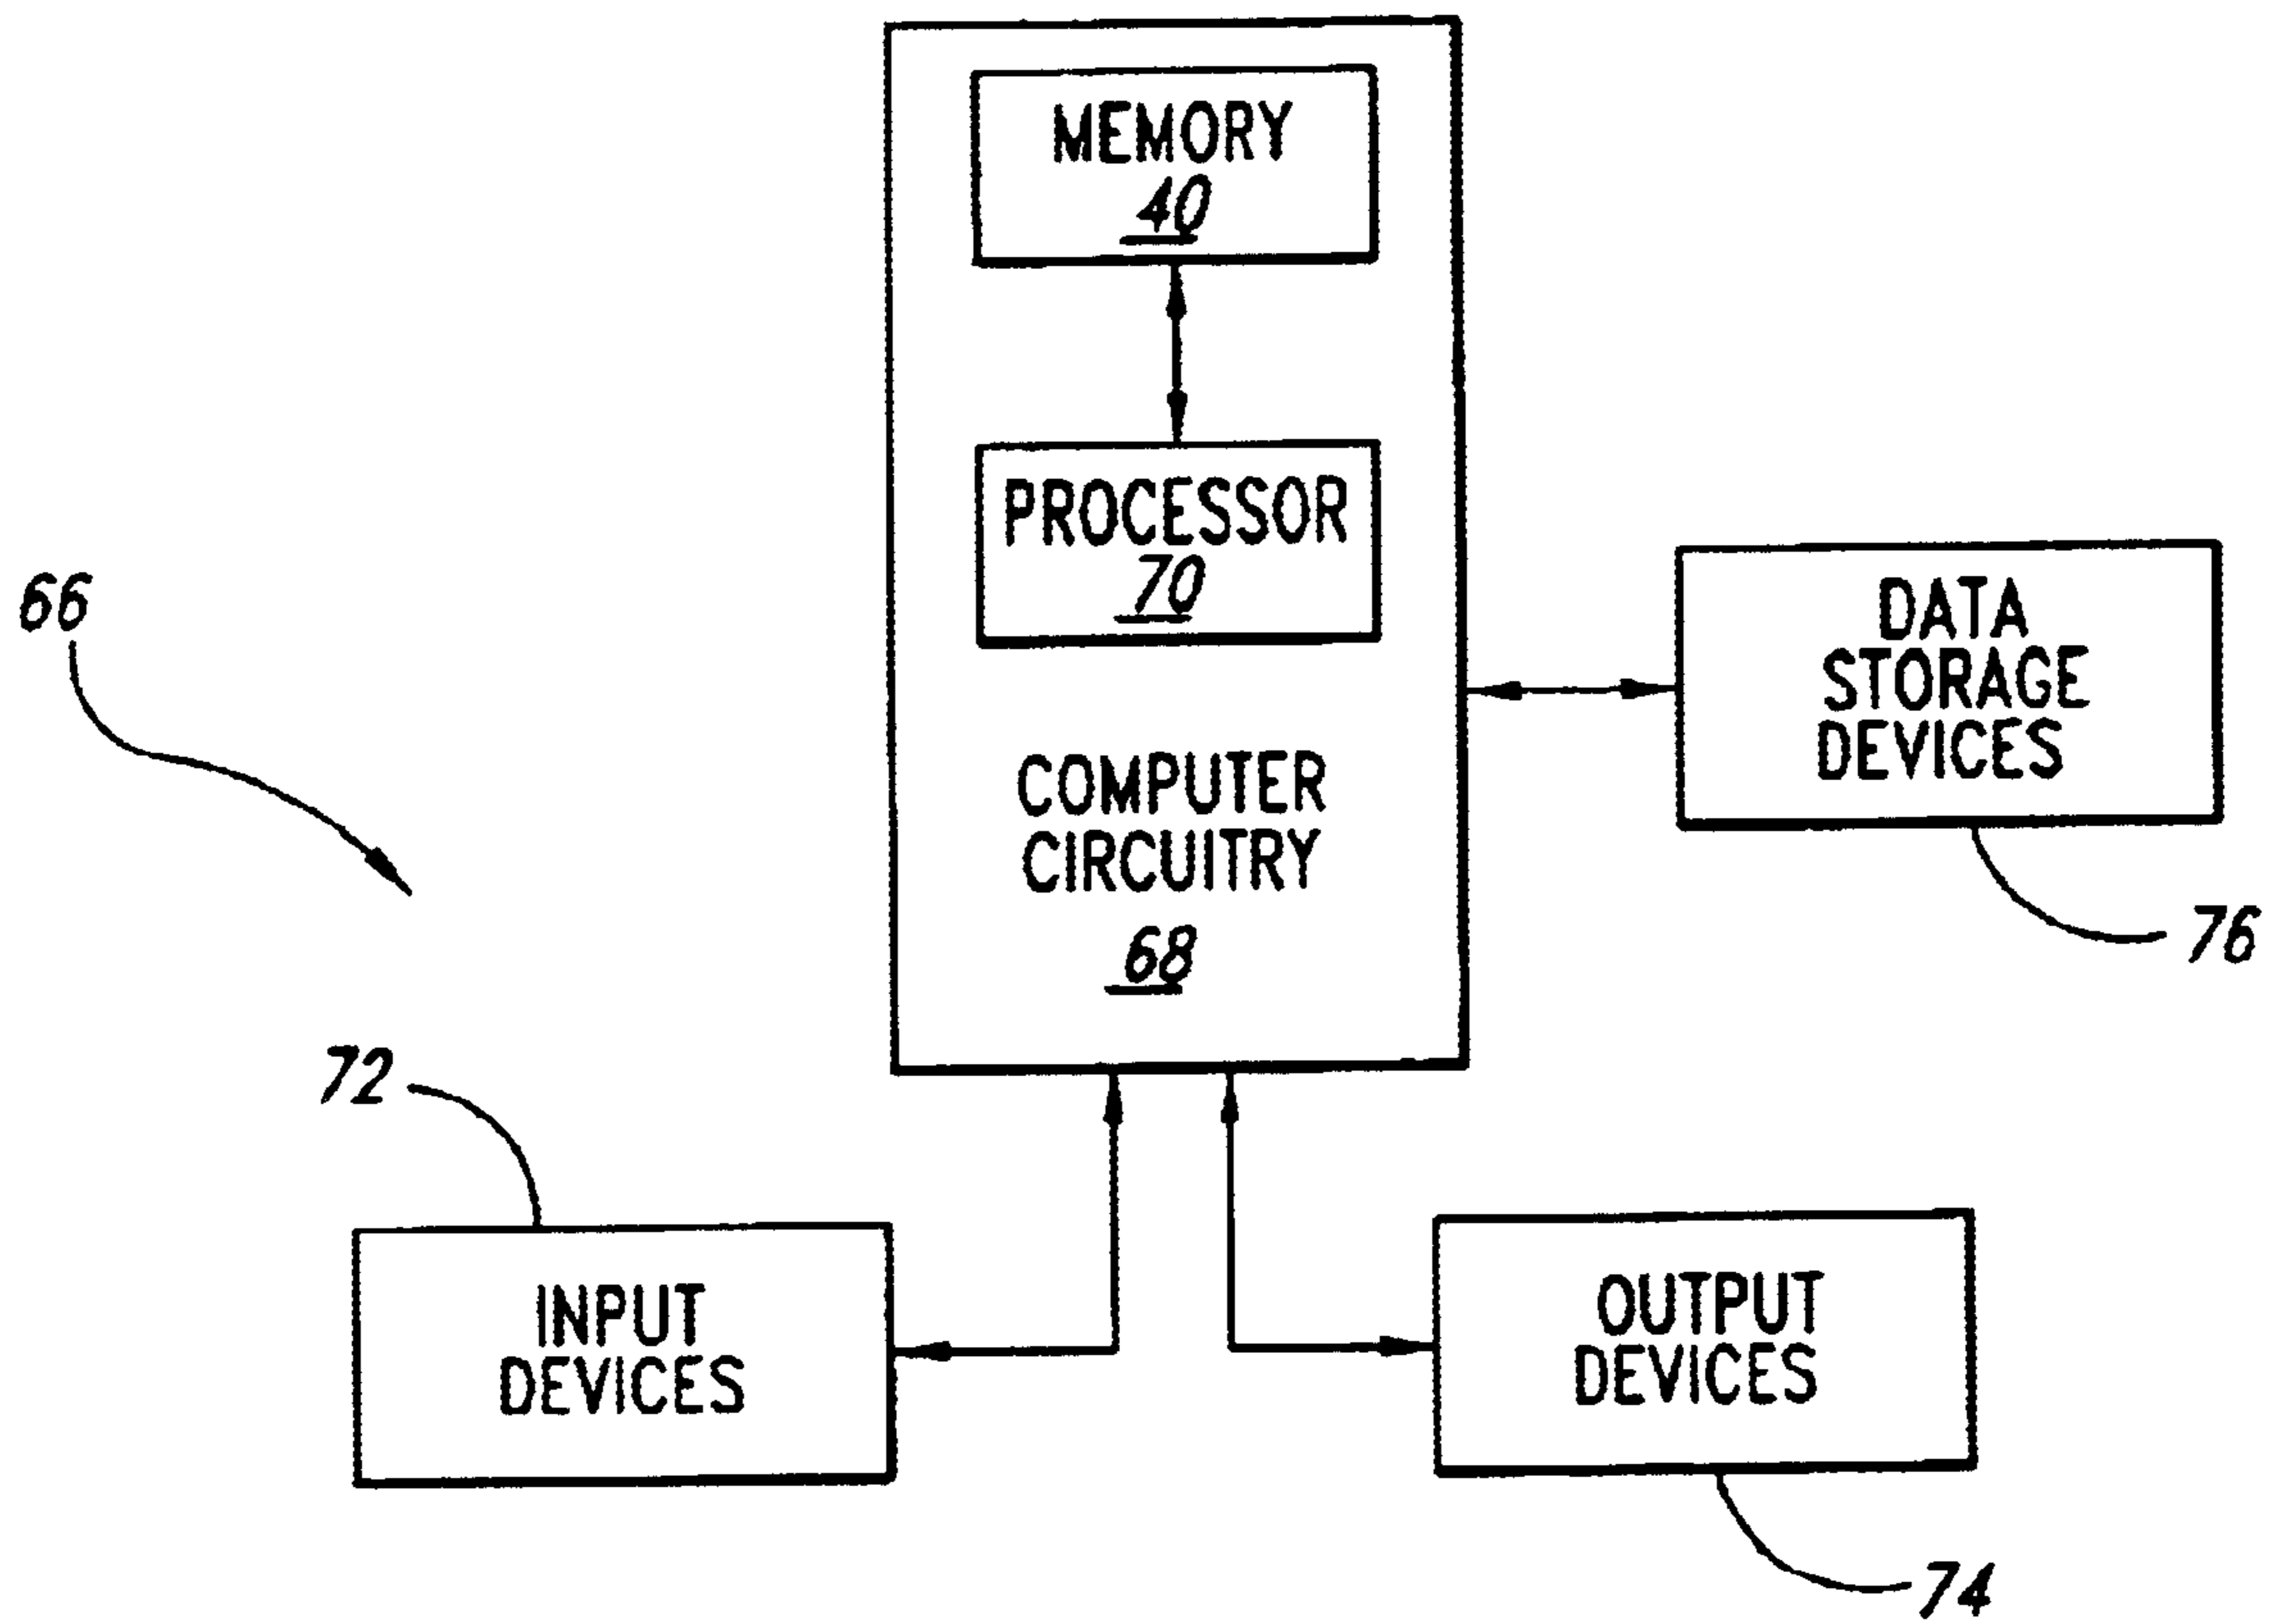 MEMORY
40
PROCESSOR
70
66
DATA
STORAGE
DEVICES
COMPUTER
CIRCUITRY
68
76
72
INPUT
DEVICES
OUTPUT
DEVICES
74